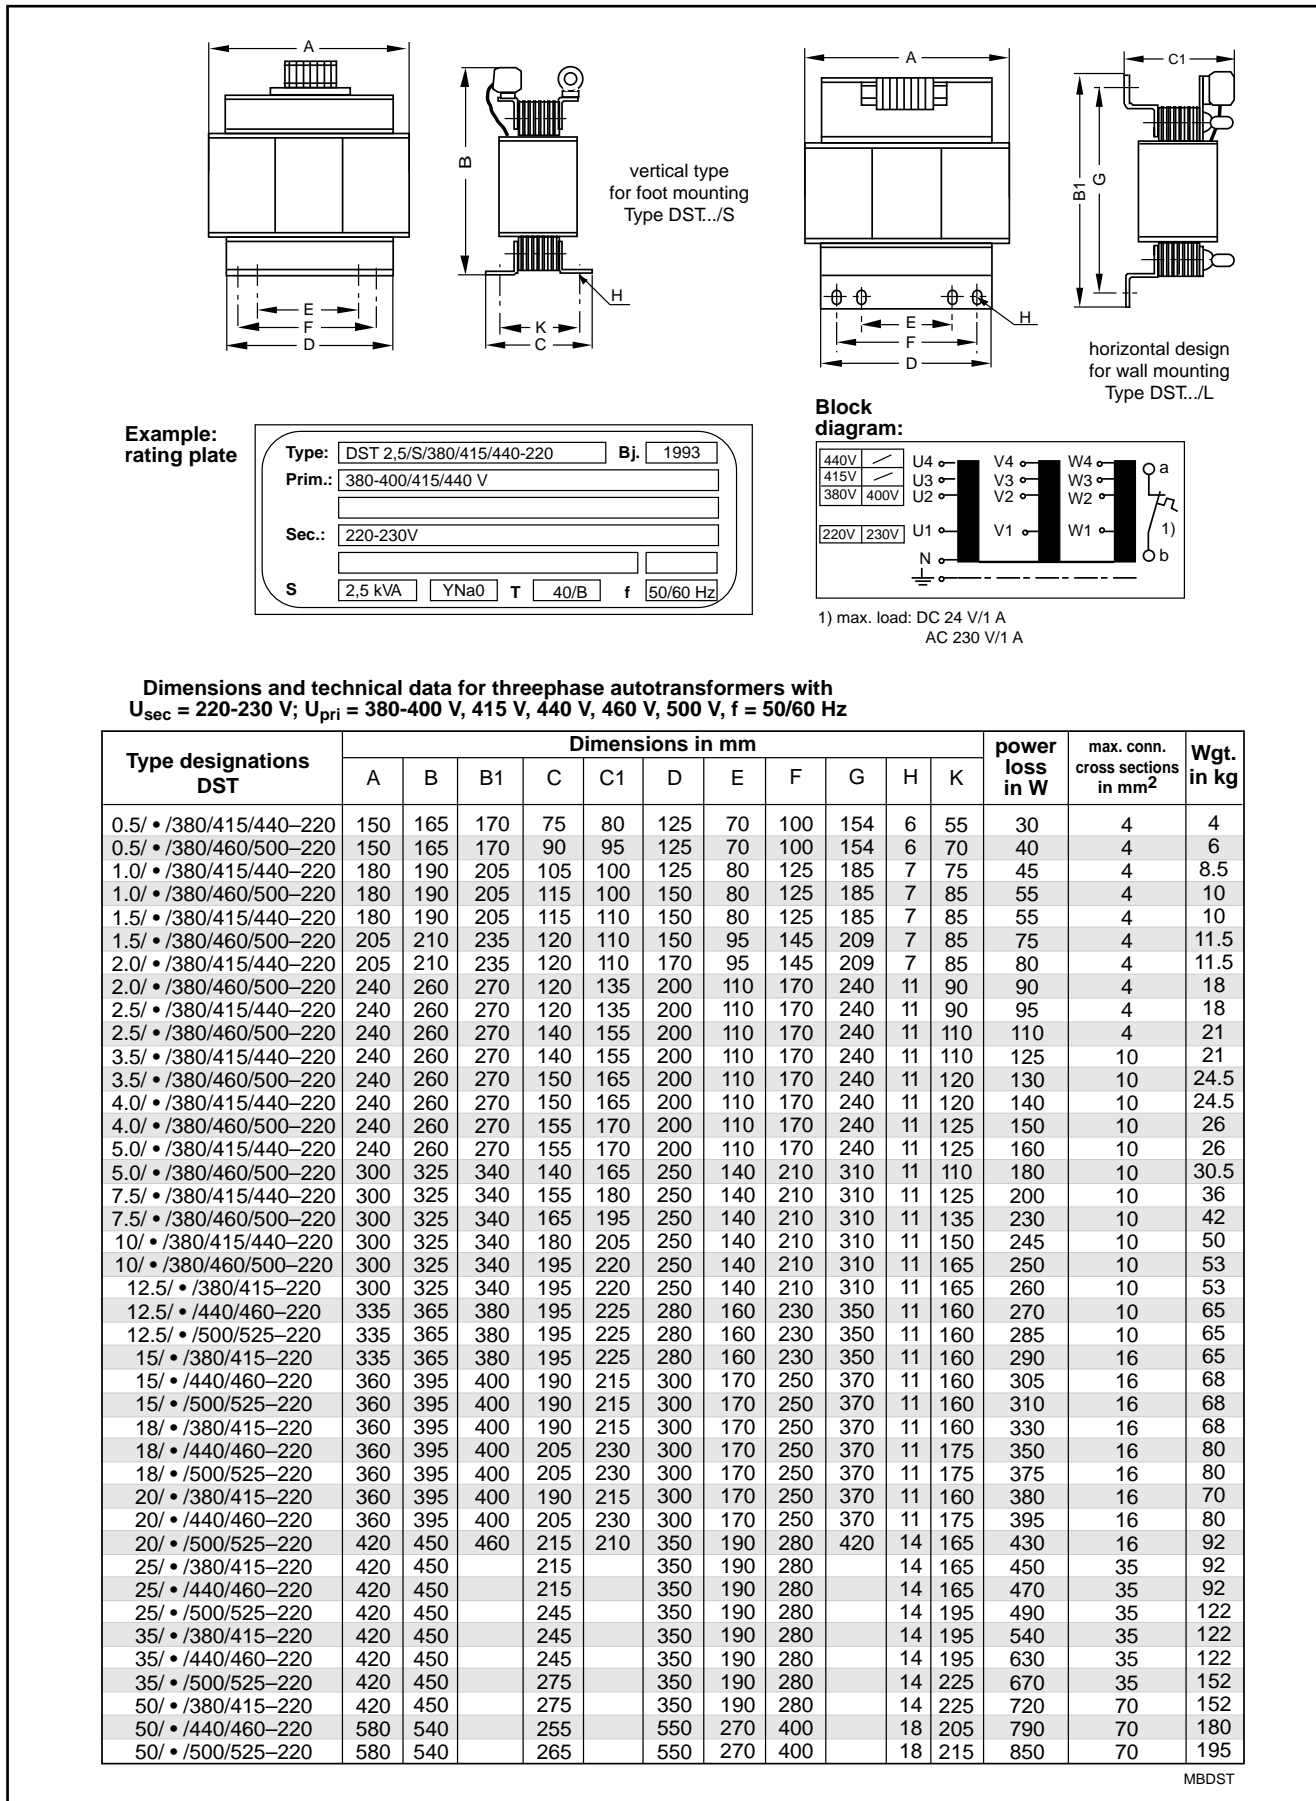 A
B
K
C
H
E
F
D
vertical type
for foot mounting
Type DST.../S
A
C1
B1
G
H
E
F
D
horizontal design
for wall mounting
Type DST.../L
Example:
rating plate
Type: DST 2,5/S/380/415/440-220 Bj. 1993
Prim.: 380-400/415/440 V
Sec.: 220-230V
S 2,5 kVA YNa0 T 40/B f 50/60 Hz
Block
diagram:
440V U4 V4 W4 a
415V U3 V3 W3
380V 400V U2 V2 W2
220V 230V U1 V1 W1 1)
N b
1) max. load: DC 24 V/1 A
AC 230 V/1 A
Dimensions and technical data for threephase autotransformers with
Usec = 220-230 V; Upri = 380-400 V, 415 V, 440 V, 460 V, 500 V, f = 50/60 Hz
Type designations DST Dimensions in mm power loss in W max. conn. cross sections in mm2 Wgt. in kg
A B B1 C C1 D E F G H K
0.5/ • /380/415/440–220 150 165 170 75 80 125 70 100 154 6 55 30 4 4
0.5/ • /380/460/500–220 150 165 170 90 95 125 70 100 154 6 70 40 4 6
1.0/ • /380/415/440–220 180 190 205 105 100 125 80 125 185 7 75 45 4 8.5
1.0/ • /380/460/500–220 180 190 205 115 100 150 80 125 185 7 85 55 4 10
1.5/ • /380/415/440–220 180 190 205 115 110 150 80 125 185 7 85 55 4 10
1.5/ • /380/460/500–220 205 210 235 120 110 150 95 145 209 7 85 75 4 11.5
2.0/ • /380/415/440–220 205 210 235 120 110 170 95 145 209 7 85 80 4 11.5
2.0/ • /380/460/500–220 240 260 270 120 135 200 110 170 240 11 90 90 4 18
2.5/ • /380/415/440–220 240 260 270 120 135 200 110 170 240 11 90 95 4 18
2.5/ • /380/460/500–220 240 260 270 140 155 200 110 170 240 11 110 110 4 21
3.5/ • /380/415/440–220 240 260 270 140 155 200 110 170 240 11 110 125 10 21
3.5/ • /380/460/500–220 240 260 270 150 165 200 110 170 240 11 120 130 10 24.5
4.0/ • /380/415/440–220 240 260 270 150 165 200 110 170 240 11 120 140 10 24.5
4.0/ • /380/460/500–220 240 260 270 155 170 200 110 170 240 11 125 150 10 26
5.0/ • /380/415/440–220 240 260 270 155 170 200 110 170 240 11 125 160 10 26
5.0/ • /380/460/500–220 300 325 340 140 165 250 140 210 310 11 110 180 10 30.5
7.5/ • /380/415/440–220 300 325 340 155 180 250 140 210 310 11 125 200 10 36
7.5/ • /380/460/500–220 300 325 340 165 195 250 140 210 310 11 135 230 10 42
10/ • /380/415/440–220 300 325 340 180 205 250 140 210 310 11 150 245 10 50
10/ • /380/460/500–220 300 325 340 195 220 250 140 210 310 11 165 250 10 53
12.5/ • /380/415–220 300 325 340 195 220 250 140 210 310 11 165 260 10 53
12.5/ • /440/460–220 335 365 380 195 225 280 160 230 350 11 160 270 10 65
12.5/ • /500/525–220 335 365 380 195 225 280 160 230 350 11 160 285 10 65
15/ • /380/415–220 335 365 380 195 225 280 160 230 350 11 160 290 16 65
15/ • /440/460–220 360 395 400 190 215 300 170 250 370 11 160 305 16 68
15/ • /500/525–220 360 395 400 190 215 300 170 250 370 11 160 310 16 68
18/ • /380/415–220 360 395 400 190 215 300 170 250 370 11 160 330 16 68
18/ • /440/460–220 360 395 400 205 230 300 170 250 370 11 175 350 16 80
18/ • /500/525–220 360 395 400 205 230 300 170 250 370 11 175 375 16 80
20/ • /380/415–220 360 395 400 190 215 300 170 250 370 11 160 380 16 70
20/ • /440/460–220 360 395 400 205 230 300 170 250 370 11 175 395 16 80
20/ • /500/525–220 420 450 460 215 210 350 190 280 420 14 165 430 16 92
25/ • /380/415–220 420 450 215 350 190 280 14 165 450 35 92
25/ • /440/460–220 420 450 215 350 190 280 14 165 470 35 92
25/ • /500/525–220 420 450 245 350 190 280 14 195 490 35 122
35/ • /380/415–220 420 450 245 350 190 280 14 195 540 35 122
35/ • /440/460–220 420 450 245 350 190 280 14 195 630 35 122
35/ • /500/525–220 420 450 275 350 190 280 14 225 670 35 152
50/ • /380/415–220 420 450 275 350 190 280 14 225 720 70 152
50/ • /440/460–220 580 540 255 550 270 400 18 205 790 70 180
50/ • /500/525–220 580 540 265 550 270 400 18 215 850 70 195
MBDST